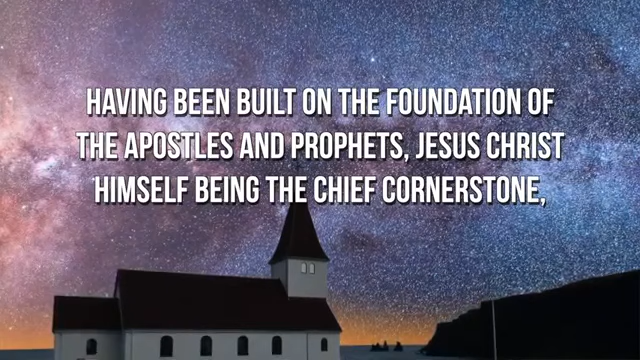 HAVING BEEN BUILT ON THE FOUNDATION OF
THE APOSTLES AND PROPHETS, JESUS CHRIST
HIMSELF BEING THE CHIEF CORNERSTONE,